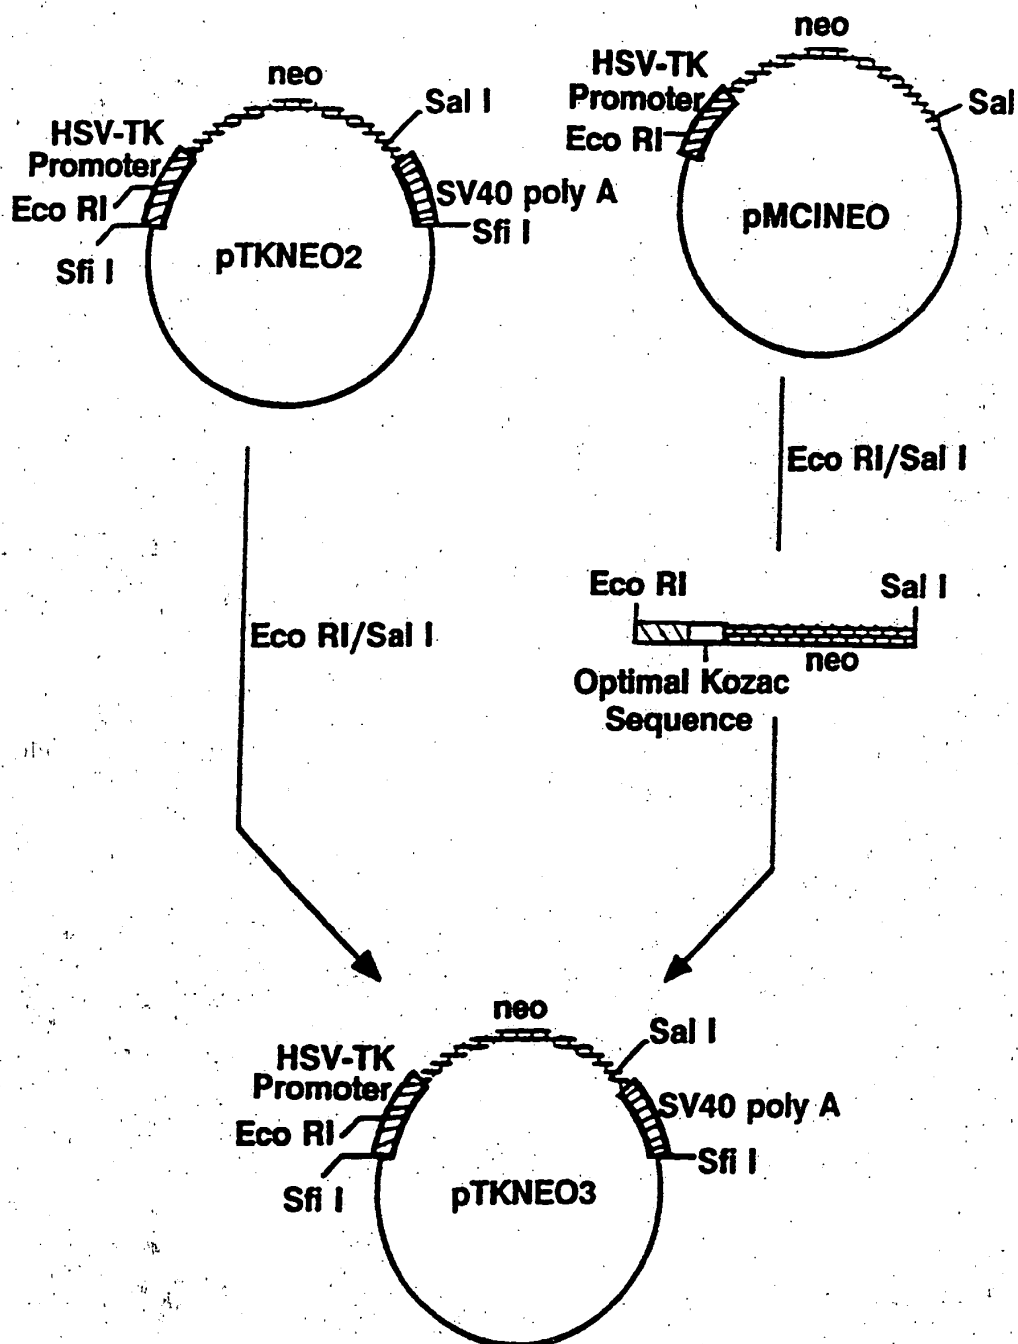 neo
HSV-TK
Promoter
Eco RI
Sfi I
Sal I
SV40 poly A
Sfi I
pTKNEO2
neo
HSV-TK
Promoter
Eco RI
Sal
pMCINEO
Eco RI/Sal I
Eco RI/Sal I
Eco RI
Sal I
neo
Optimal Kozac
Sequence
neo
HSV-TK
Promoter
Eco RI
Sfi I
Sal I
SV40 poly A
Sfi I
pTKNEO3